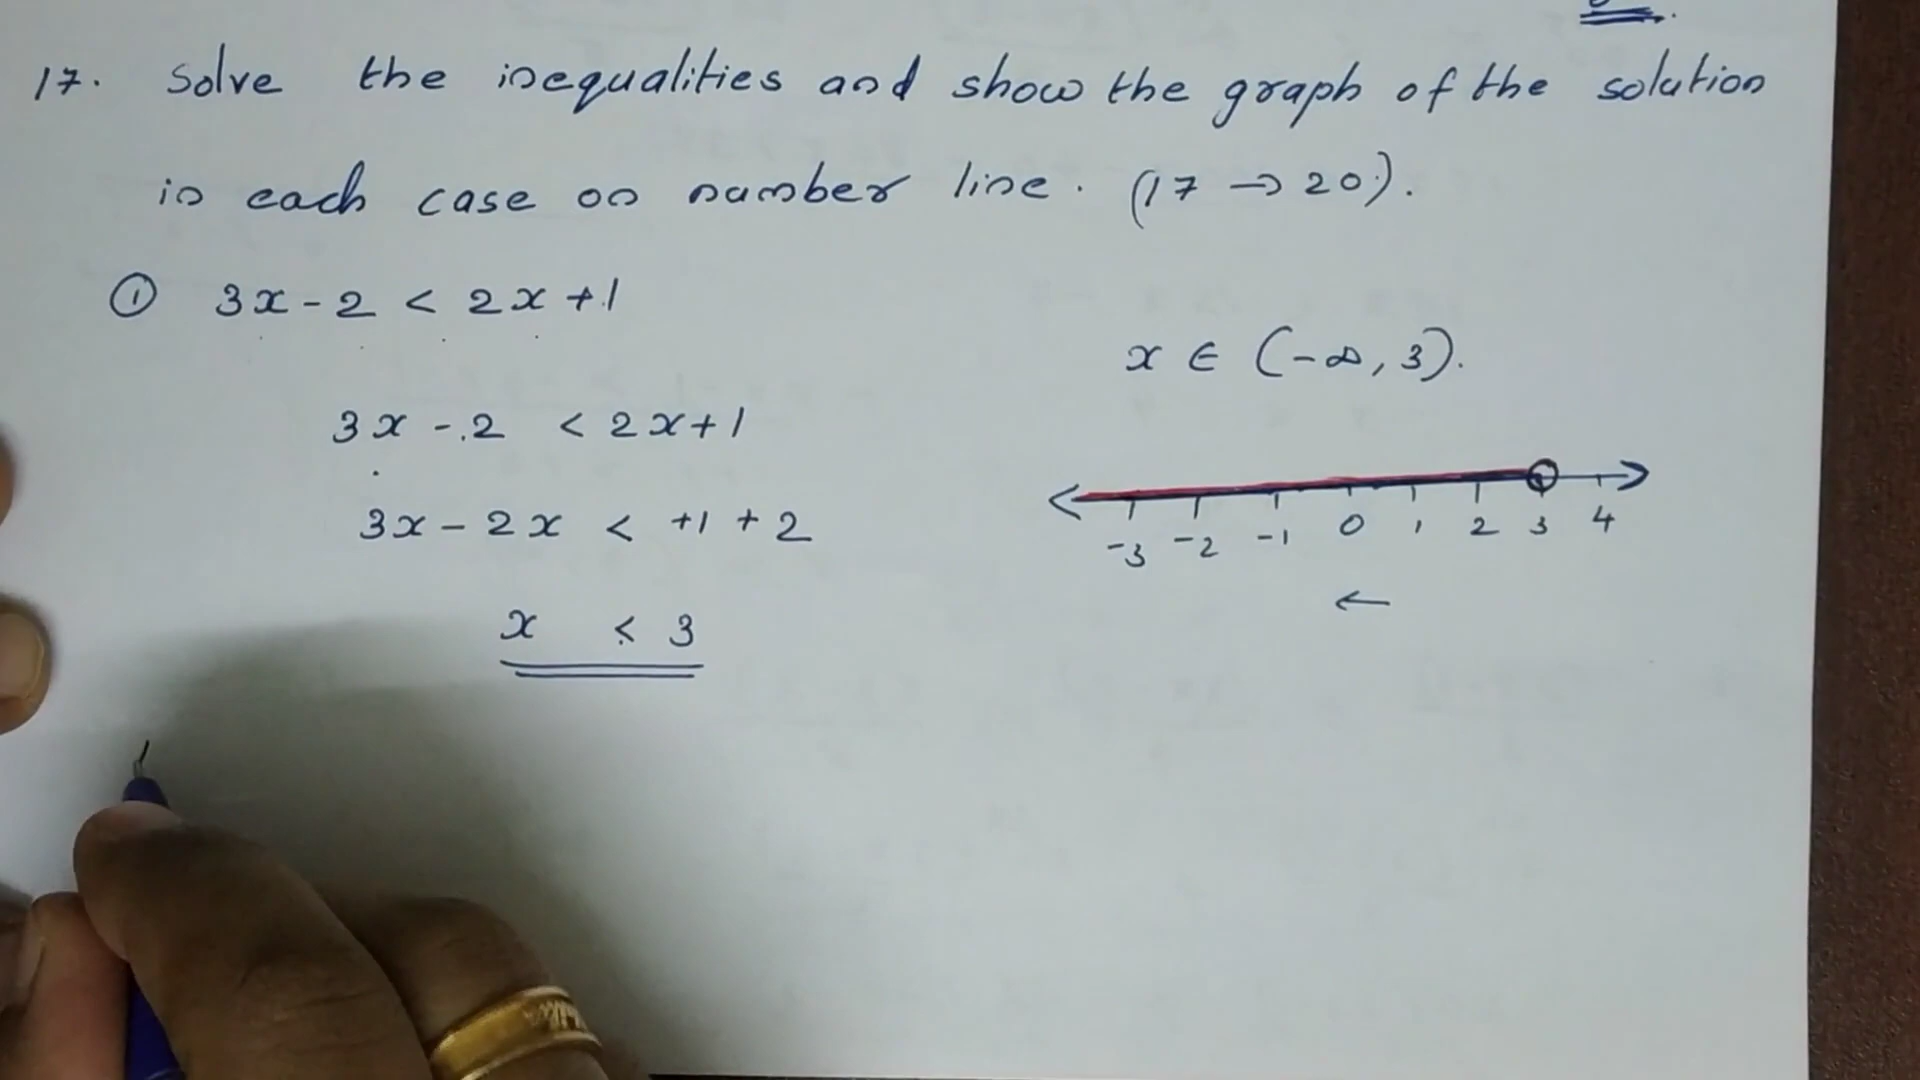 17. Solve the inequalities and show the graph of the solution
in each case on number line. (17 → 20).
① 3x - 2 < 2x + 1
3x - 2 < 2x + 1
3x - 2x < +1 + 2
x < 3
x ∈ (-∞, 3).
-3 -2 -1 0 1 2 3 4
←